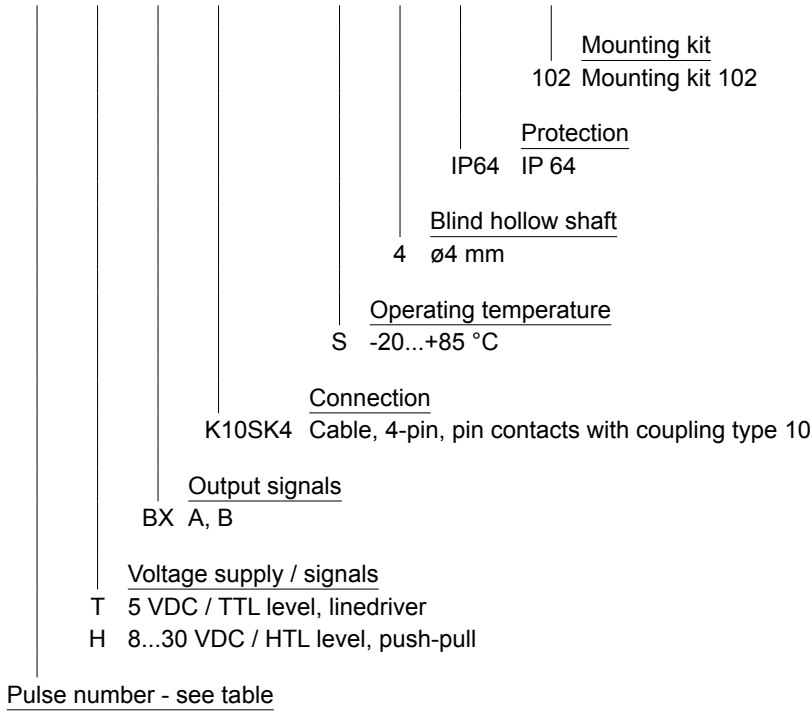 Mounting kit
102 Mounting kit 102
Protection
IP64 IP 64
Blind hollow shaft
4 ø4 mm
Operating temperature
S -20...+85 °C
Connection
K10SK4 Cable, 4-pin, pin contacts with coupling type 10
Output signals
BX A, B
Voltage supply / signals
T 5 VDC / TTL level, linedriver
H 8...30 VDC / HTL level, push-pull
Pulse number - see table